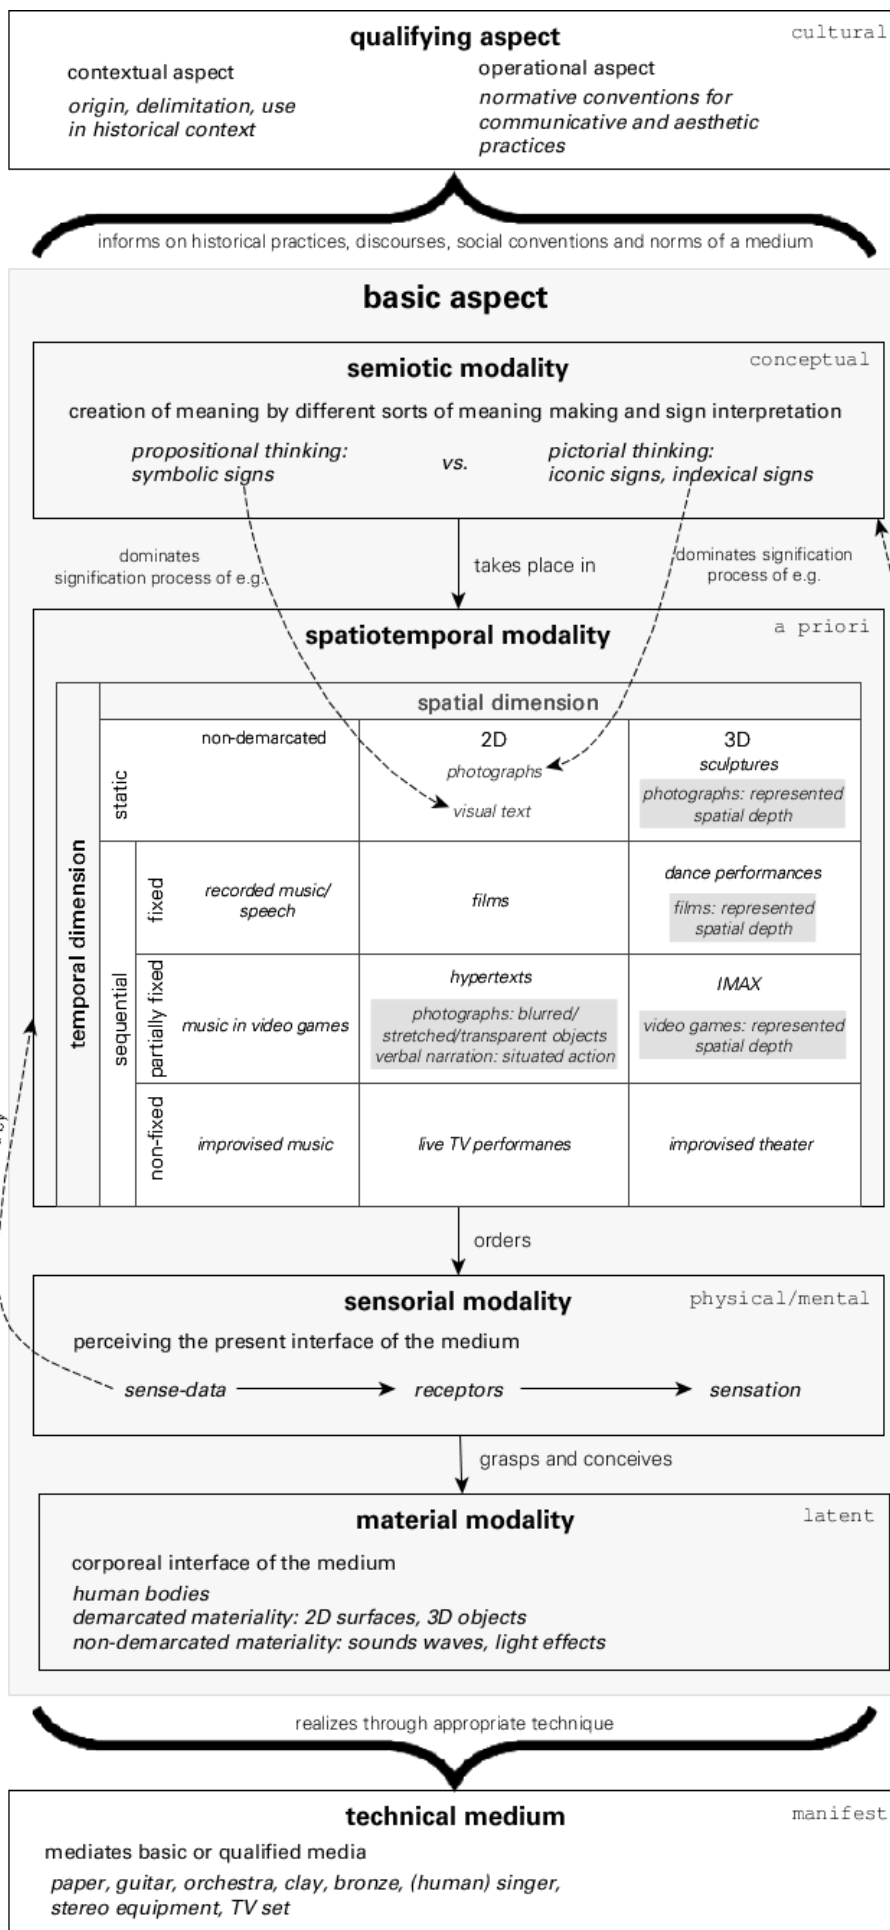 qualifying aspect
cultural
contextual aspect
operational aspect
origin, delimitation, use
in historical context
normative conventions for
communicative and aesthetic
practices
informs on historical practices, discourses, social conventions and norms of a medium
basic aspect
semiotic modality
conceptual
creation of meaning by different sorts of meaning making and sign interpretation
propositional thinking:
symbolic signs
vs.
pictorial thinking:
iconic signs, indexical signs
dominates
signification process of e.g.
takes place in
dominates signification
process of e.g.
spatiotemporal modality
a priori
spatial dimension
temporal dimension
non-demarcated
2D
3D
static
photographs
visual text
sculptures
photographs: represented
spatial depth
sequential
fixed
recorded music/
speech
films
dance performances
films: represented
spatial depth
partially fixed
music in video games
hypertexts
photographs: blurred/
stretched/transparent objects
verbal narration: situated action
IMAX
video games: represented
spatial depth
non-fixed
improvised music
live TV performanes
improvised theater
by
orders
sensorial modality
physical/mental
perceiving the present interface of the medium
sense-data
receptors
sensation
grasps and conceives
material modality
latent
corporeal interface of the medium
human bodies
demarcated materiality: 2D surfaces, 3D objects
non-demarcated materiality: sounds waves, light effects
realizes through appropriate technique
technical medium
manifest
mediates basic or qualified media
paper, guitar, orchestra, clay, bronze, (human) singer,
stereo equipment, TV set